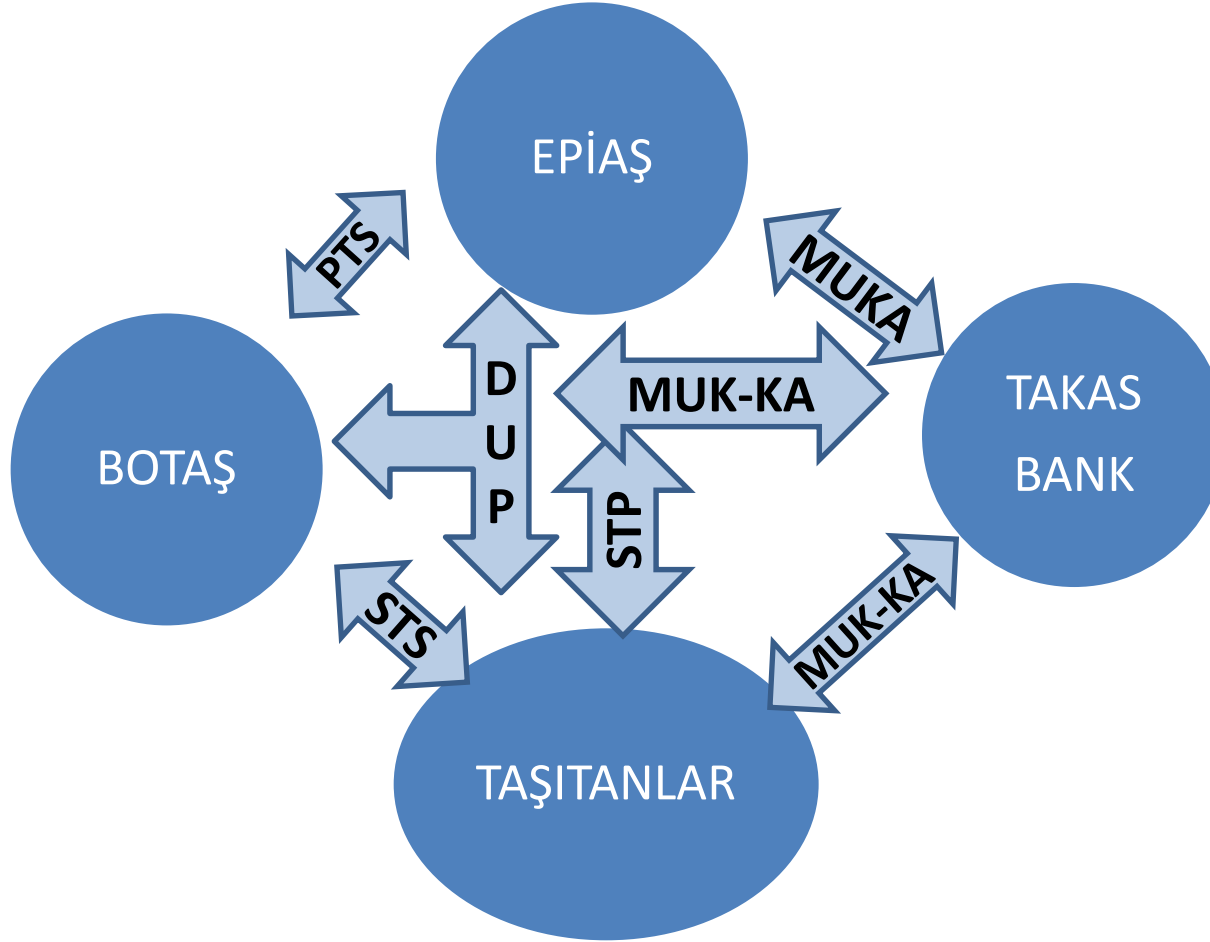 EPİAŞ
PTS
MUKA
D
U
P
MUK-KA
TAKAS
BANK
BOTAŞ
STP
STS
MUK-KA
TAŞITANLAR